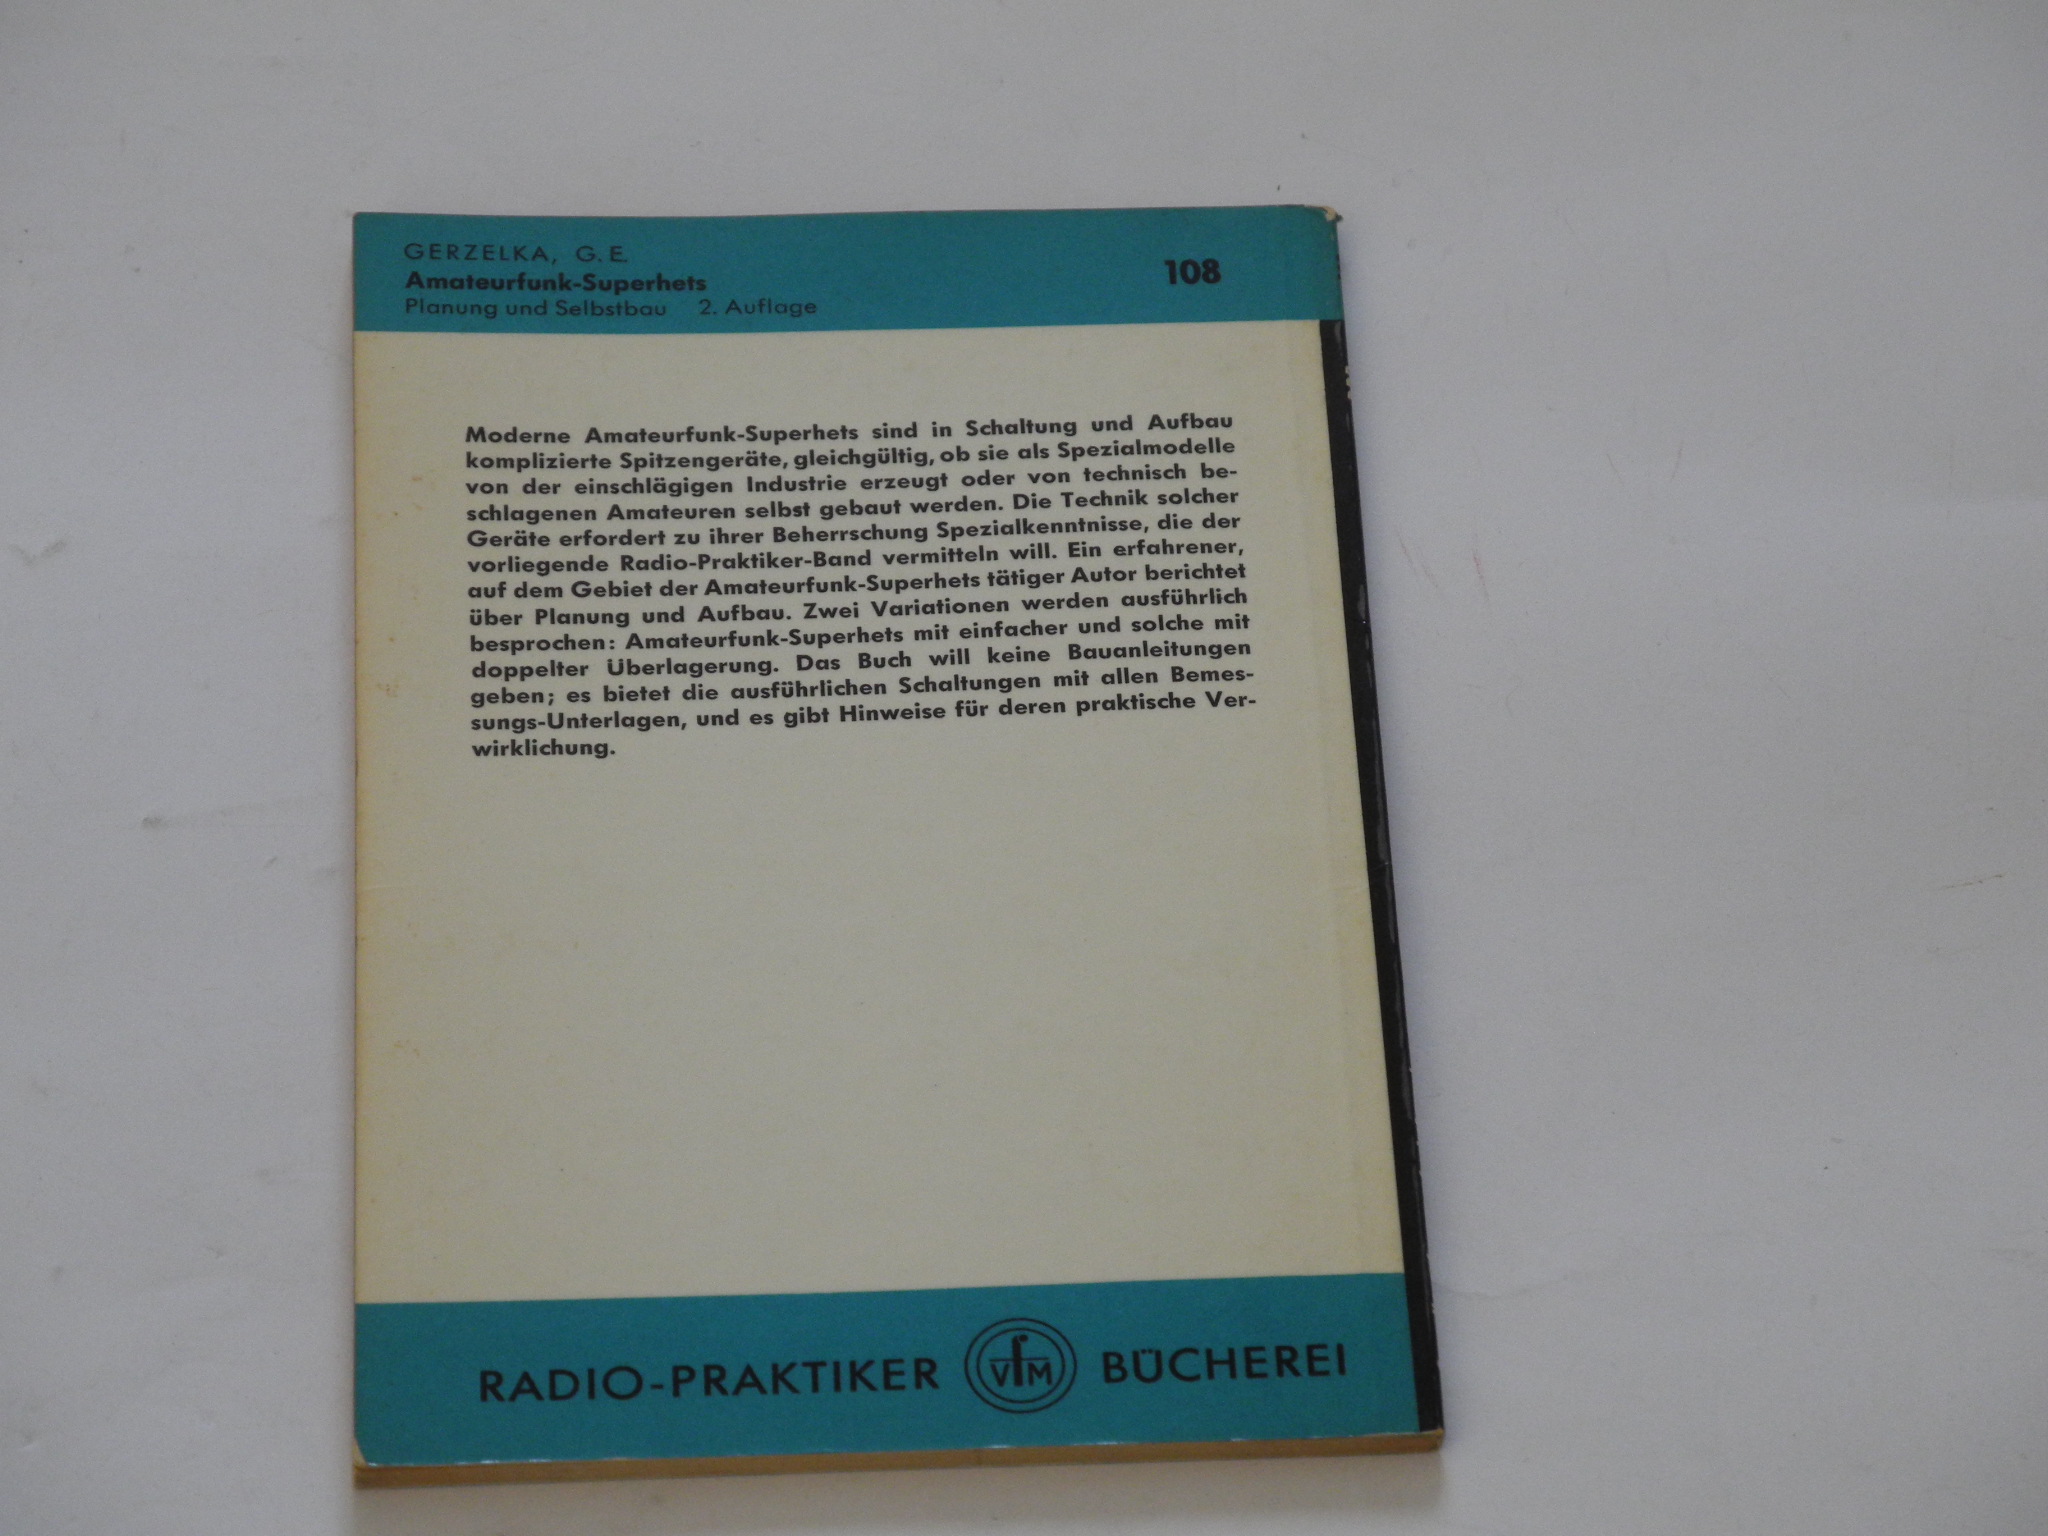 GERZELKA, G. E.
Amateurfunk-Superhets
Planung und Selbstbau 2. Auflage
108
Moderne Amateurfunk-Superhets sind in Schaltung und Aufbau
komplizierte Spitzengeräte, gleichgültig, ob sie als Spezialmodelle
von der einschlägigen Industrie erzeugt oder von technisch be-
schlagenen Amateuren selbst gebaut werden. Die Technik solcher
Geräte erfordert zu ihrer Beherrschung Spezialkenntnisse, die der
vorliegende Radio-Praktiker-Band vermitteln will. Ein erfahrener,
auf dem Gebiet der Amateurfunk-Superhets tätiger Autor berichtet
über Planung und Aufbau. Zwei Variationen werden ausführlich
besprochen: Amateurfunk-Superhets mit einfacher und solche mit
doppelter Überlagerung. Das Buch will keine Bauanleitungen
geben; es bietet die ausführlichen Schaltungen mit allen Bemes-
sungs-Unterlagen, und es gibt Hinweise für deren praktische Ver-
wirklichung.
RADIO-PRAKTIKER VfM BÜCHEREI